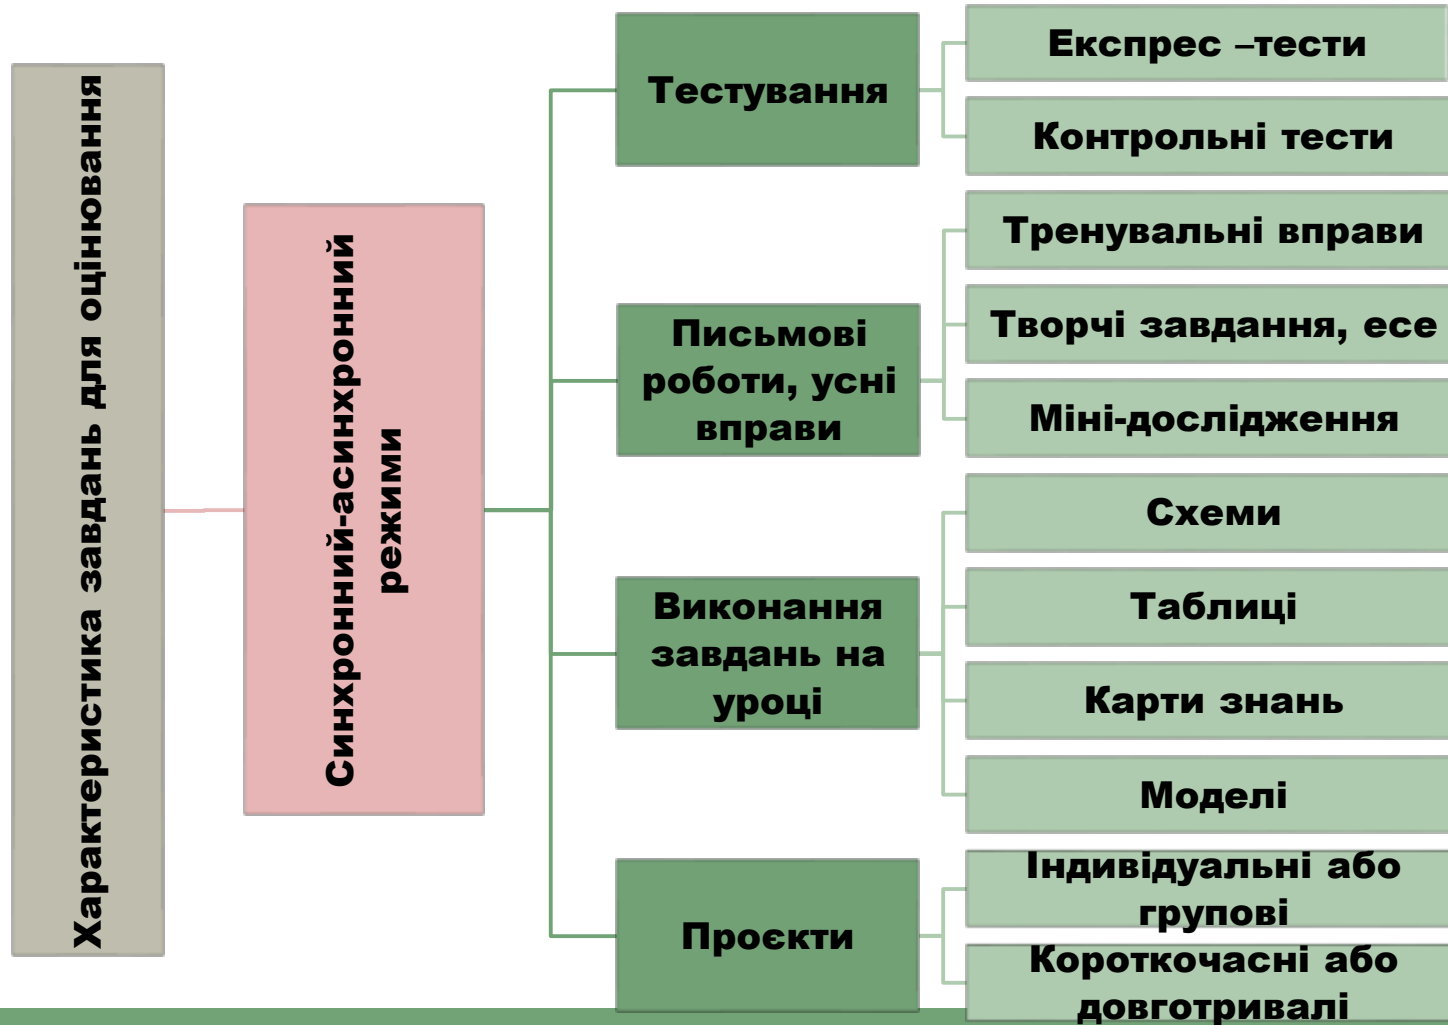 Характеристика завдань для оцінювання
Синхронний-асинхронний
режими
Тестування
Експрес –тести
Контрольні тести
Письмові
роботи, усні
вправи
Тренувальні вправи
Творчі завдання, есе
Міні-дослідження
Виконання
завдань на
уроці
Схеми
Таблиці
Карти знань
Моделі
Проєкти
Індивідуальні або
групові
Короткочасні або
довготривалі